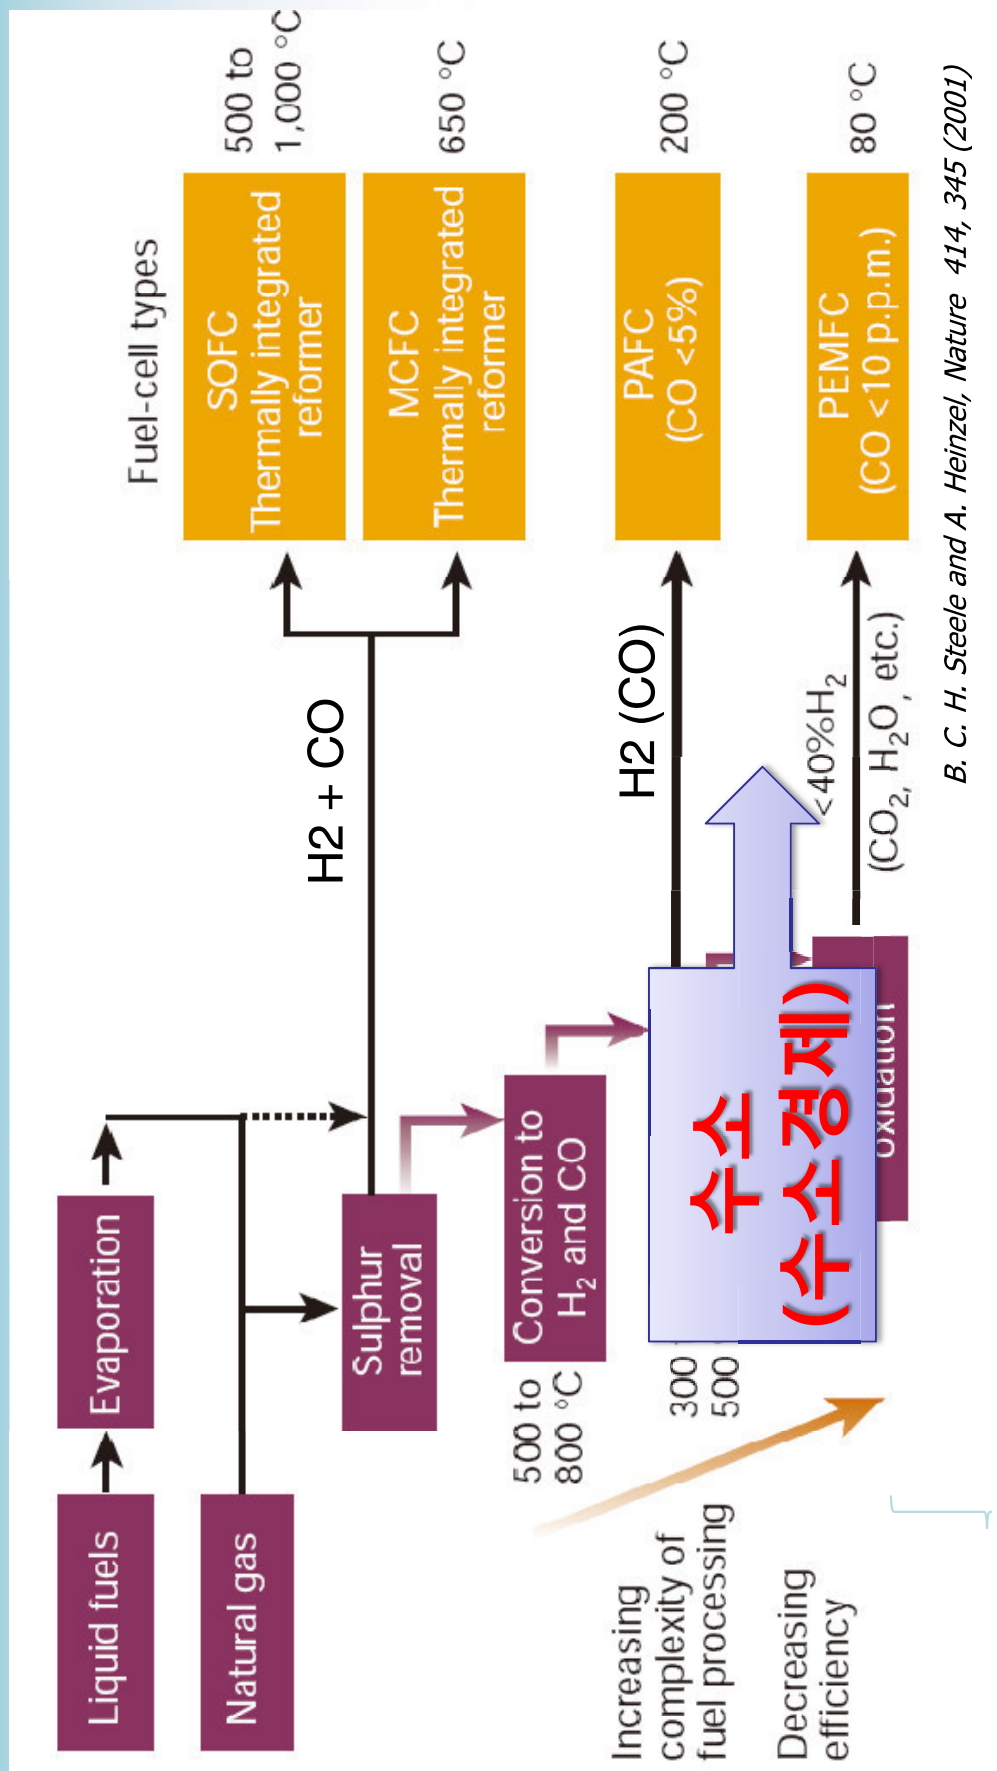 Fuel-cell types
Liquid fuels
Evaporation
Natural gas
Sulphur
removal
H2 + CO
SOFC
Thermally integrated
reformer
500 to
1,000 °C
MCFC
Thermally integrated
reformer
650 °C
500 to
800 °C
Conversion to
H₂ and CO
300
500
수소
(수소경제)
oxidation
H2 (CO)
PAFC
(CO <5%)
200 °C
<40%H₂
(CO₂, H₂O, etc.)
PEMFC
(CO <10 p.p.m.)
80 °C
Increasing
complexity of
fuel processing
Decreasing
efficiency
B. C. H. Steele and A. Heinzel, Nature 414, 345 (2001)